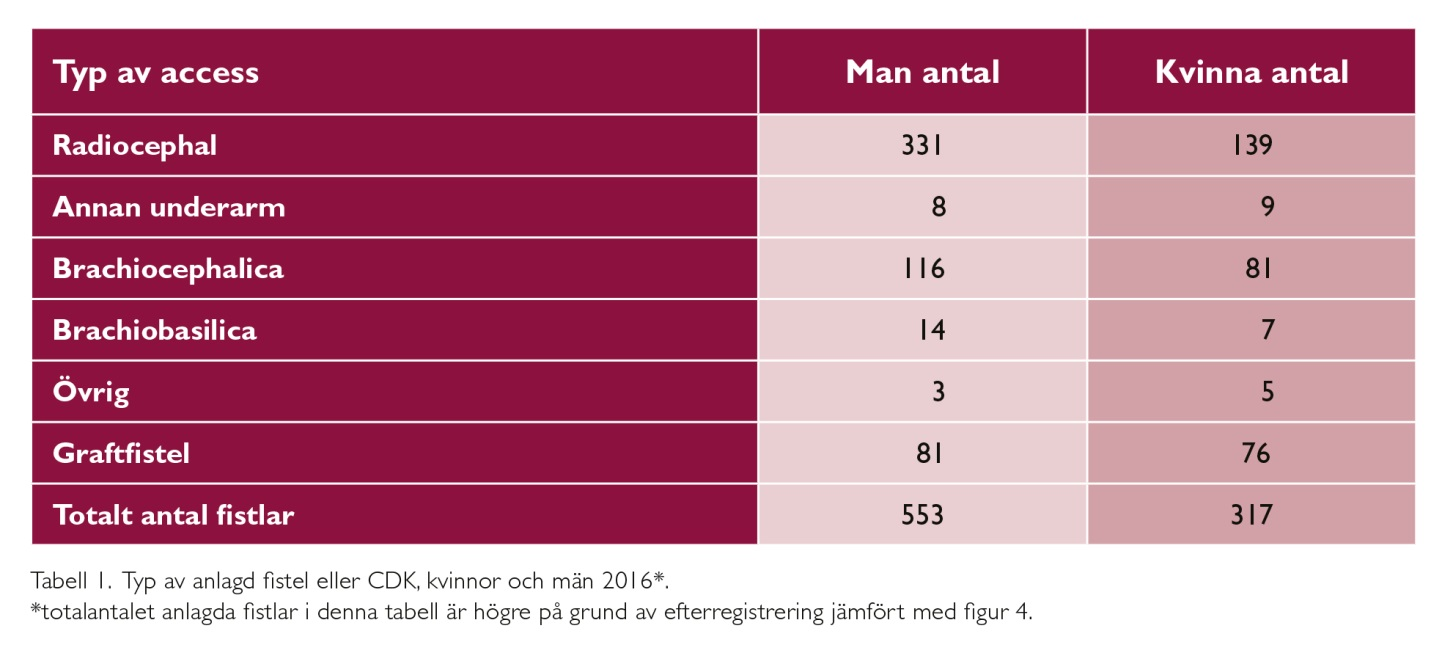 Typ av access Man antal Kvinna antal
Radiocephal 331 139
Annan underarm 8 9
Brachiocephalica 116 81
Brachiobasilica 14 7
Övrig 3 5
Graftfistel 81 76
Totalt antal fistlar 553 317
Tabell 1. Typ av anlagd fistel eller CDK, kvinnor och män 2016*.
*totalantalet anlagda fistlar i denna tabell är högre på grund av efterregistrering jämfört med figur 4.